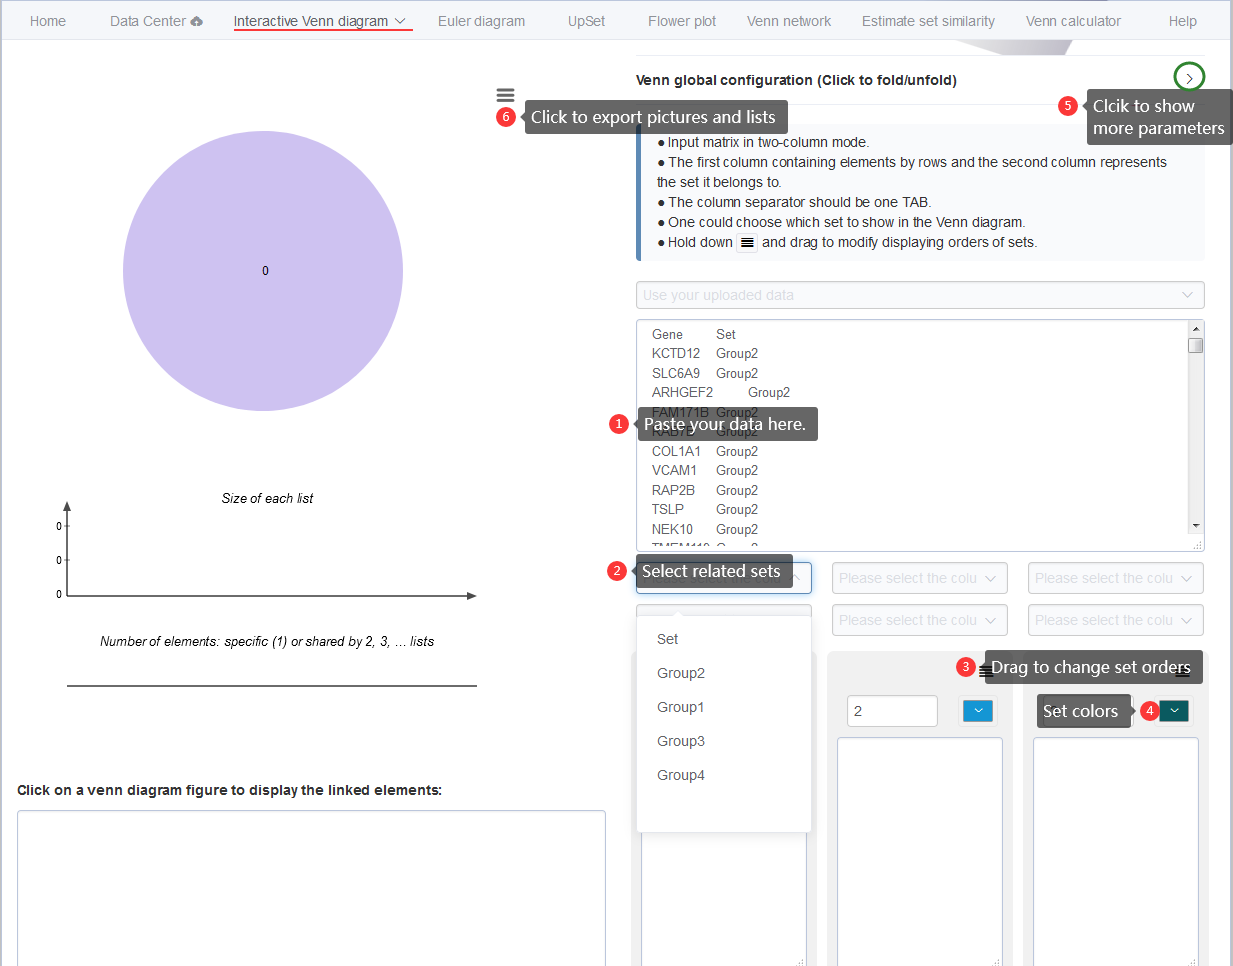 Home Data Center Interactive Venn diagram Euler diagram UpSet Flower plot Venn network Estimate set similarity Venn calculator Help
Venn global configuration (Click to fold/unfold)
5 Clcik to show
more parameters
6 Click to export pictures and lists
● Input matrix in two-column mode.
● The first column containing elements by rows and the second column represents
the set it belongs to.
● The column separator should be one TAB.
● One could choose which set to show in the Venn diagram.
● Hold down and drag to modify displaying orders of sets.
0
Use your uploaded data
Gene Set
KCTD12 Group2
SLC6A9 Group2
ARHGEF2 Group2
FAM171B Group2
1 Paste your data here.
RAB7B Group2
COL1A1 Group2
VCAM1 Group2
RAP2B Group2
TSLP Group2
NEK10 Group2
Size of each list
0
0
0
Number of elements: specific (1) or shared by 2, 3, ... lists
2 Select related sets
Please select the colu Please select the colu
Please select the colu Please select the colu
Set
Group2
Group1
Group3
Group4
3 Drag to change set orders
2
Set colors 4
Click on a venn diagram figure to display the linked elements: